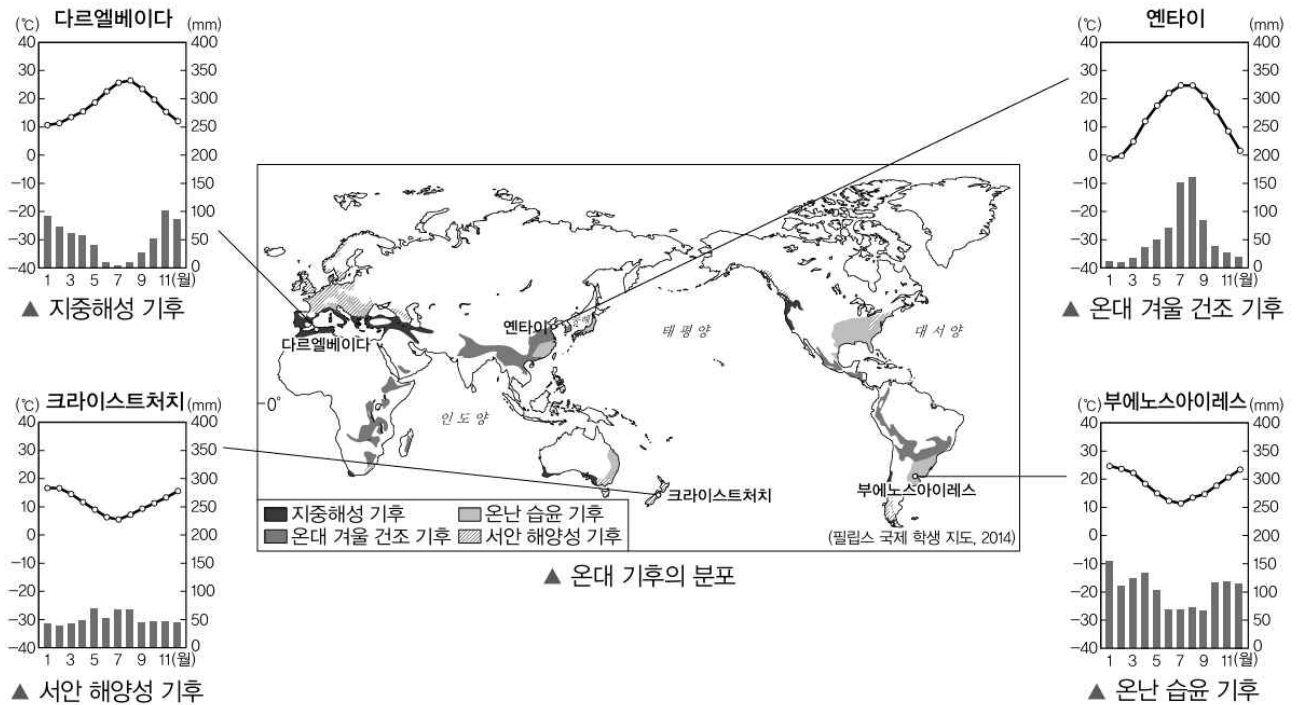 다르엘베이다
(℃) (mm)
40 400
30 350
20 300
10 250
0 200
-10 150
-20 100
-30 50
-40 0
1 3 5 7 9 11(월)
▲ 지중해성 기후
옌타이
(℃) (mm)
40 400
30 350
20 300
10 250
0 200
-10 150
-20 100
-30 50
-40 0
1 3 5 7 9 11(월)
▲ 온대 겨울 건조 기후
옌타이
다르엘베이다
태평양
대서양
0°
인도양
크라이스트처치
부에노스아이레스
지중해성 기후 온난 습윤 기후
온대 겨울 건조 기후 서안 해양성 기후
(필립스 국제 학생 지도, 2014)
▲ 온대 기후의 분포
크라이스트처치
(℃) (mm)
40 400
30 350
20 300
10 250
0 200
-10 150
-20 100
-30 50
-40 0
1 3 5 7 9 11(월)
▲ 서안 해양성 기후
부에노스아이레스
(℃) (mm)
40 400
30 350
20 300
10 250
0 200
-10 150
-20 100
-30 50
-40 0
1 3 5 7 9 11(월)
▲ 온난 습윤 기후